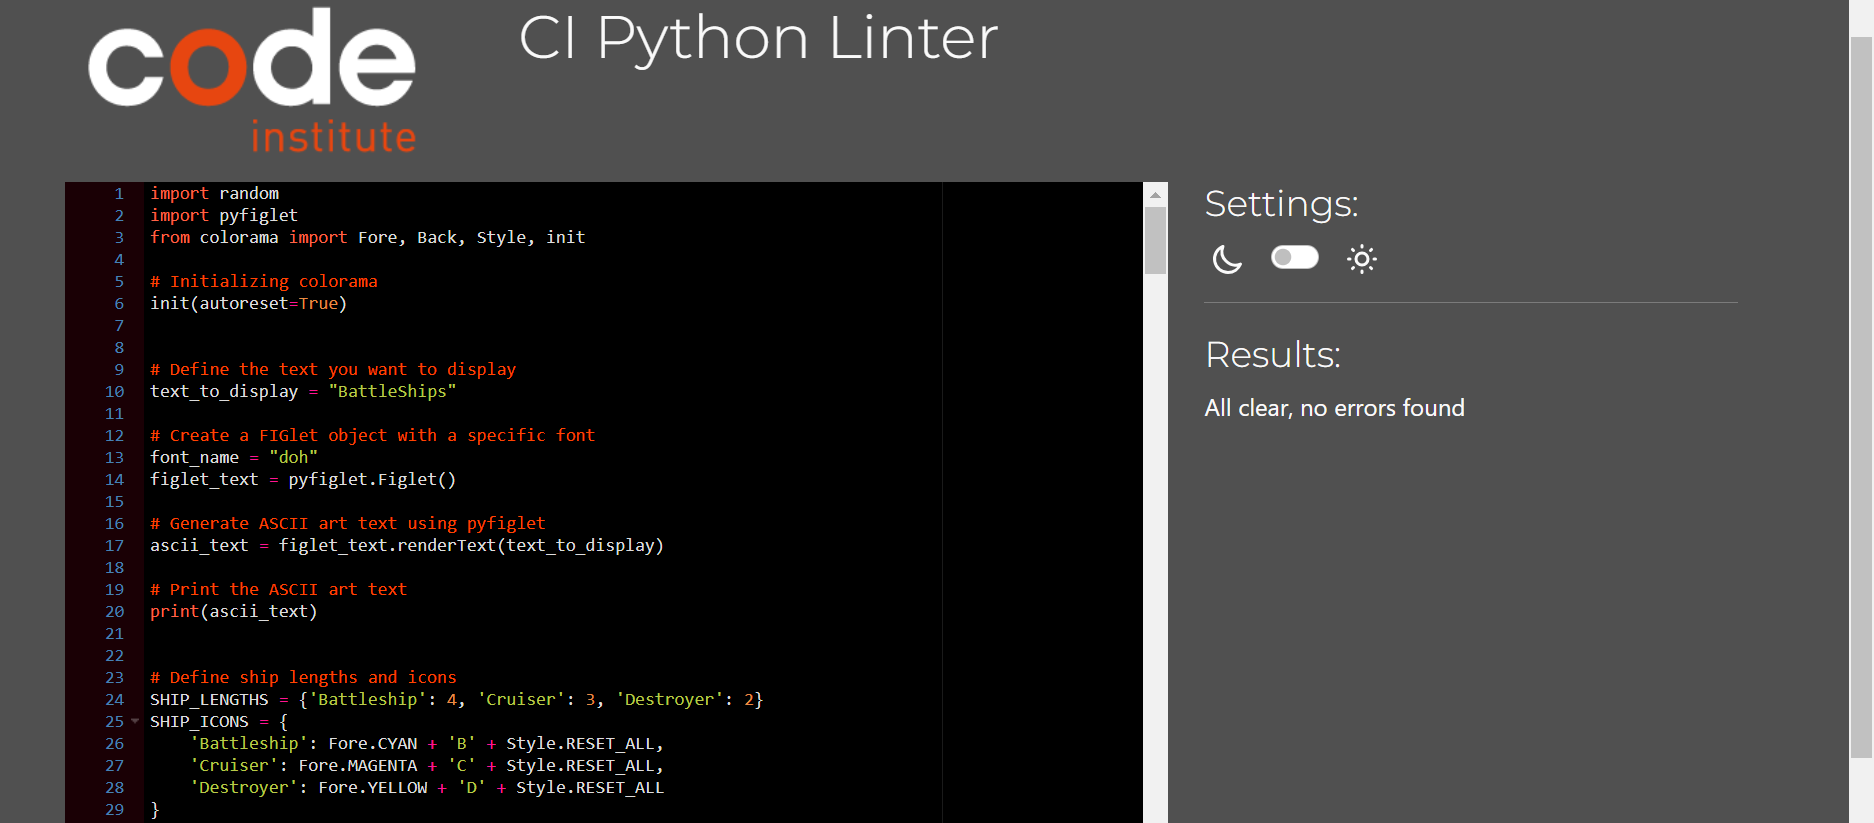 code
institute
CI Python Linter
1 import random
2 import pyfiglet
3 from colorama import Fore, Back, Style, init
4
5 # Initializing colorama
6 init(autoreset=True)
7
8
9 # Define the text you want to display
10 text_to_display = "BattleShips"
11
12 # Create a FIGlet object with a specific font
13 font_name = "doh"
14 figlet_text = pyfiglet.Figlet()
15
16 # Generate ASCII art text using pyfiglet
17 ascii_text = figlet_text.renderText(text_to_display)
18
19 # Print the ASCII art text
20 print(ascii_text)
21
22
23 # Define ship lengths and icons
24 SHIP_LENGTHS = {'Battleship': 4, 'Cruiser': 3, 'Destroyer': 2}
25 SHIP_ICONS = {
26     'Battleship': Fore.CYAN + 'B' + Style.RESET_ALL,
27     'Cruiser': Fore.MAGENTA + 'C' + Style.RESET_ALL,
28     'Destroyer': Fore.YELLOW + 'D' + Style.RESET_ALL
29 }
Settings:
Results:
All clear, no errors found